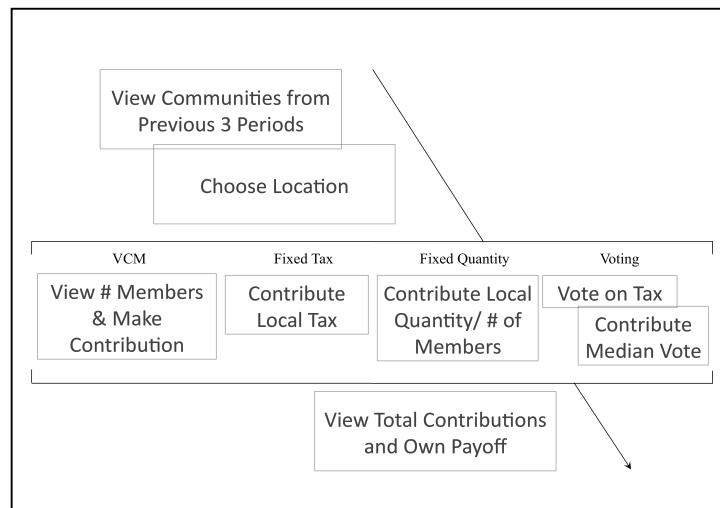 View Communities from
Previous 3 Periods
Choose Location
VCM
Fixed Tax
Fixed Quantity
Voting
View # Members
& Make
Contribution
Contribute
Local Tax
Contribute Local
Quantity/ # of
Members
Vote on Tax
Contribute
Median Vote
View Total Contributions
and Own Payoff